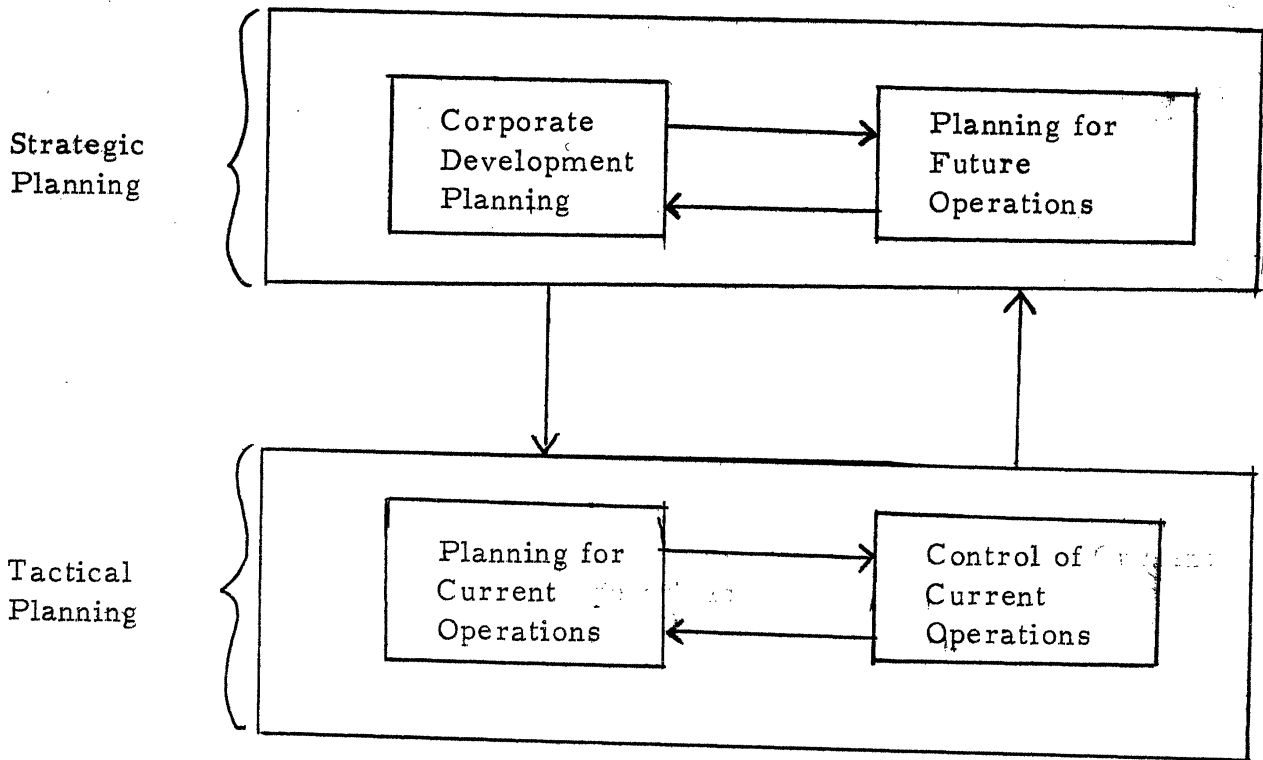 Strategic
Planning
Corporate
Development
Planning
Planning for
Future
Operations
Tactical
Planning
Planning for
Current
Operations
Control of
Current
Operations